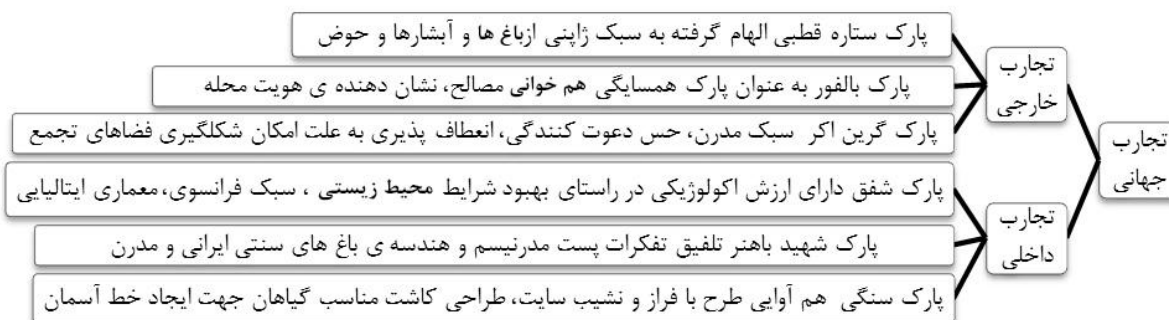 تجارب
جهانی
تجارب
خارجی
پارک ستاره قطبی الهام گرفته به سبک ژاپنی ازباغ ها و آبشارها و حوض
پارک بالفور به عنوان پارک همسایگی هم خوانی مصالح، نشان دهنده ی هویت محله
پارک گرین اکر سبک مدرن، حس دعوت کنندگی، انعطاف پذیری به علت امکان شکلگیری فضاهای تجمع
تجارب
داخلی
پارک شفق دارای ارزش اکولوژیکی در راستای بهبود شرایط محیط زیستی ، سبک فرانسوی، معماری ایتالیایی
پارک شهید باهنر تلفیق تفکرات پست مدرنیسم و هندسه ی باغ های سنتی ایرانی و مدرن
پارک سنگی هم آوایی طرح با فراز و نشیب سایت، طراحی کاشت مناسب گیاهان جهت ایجاد خط آسمان